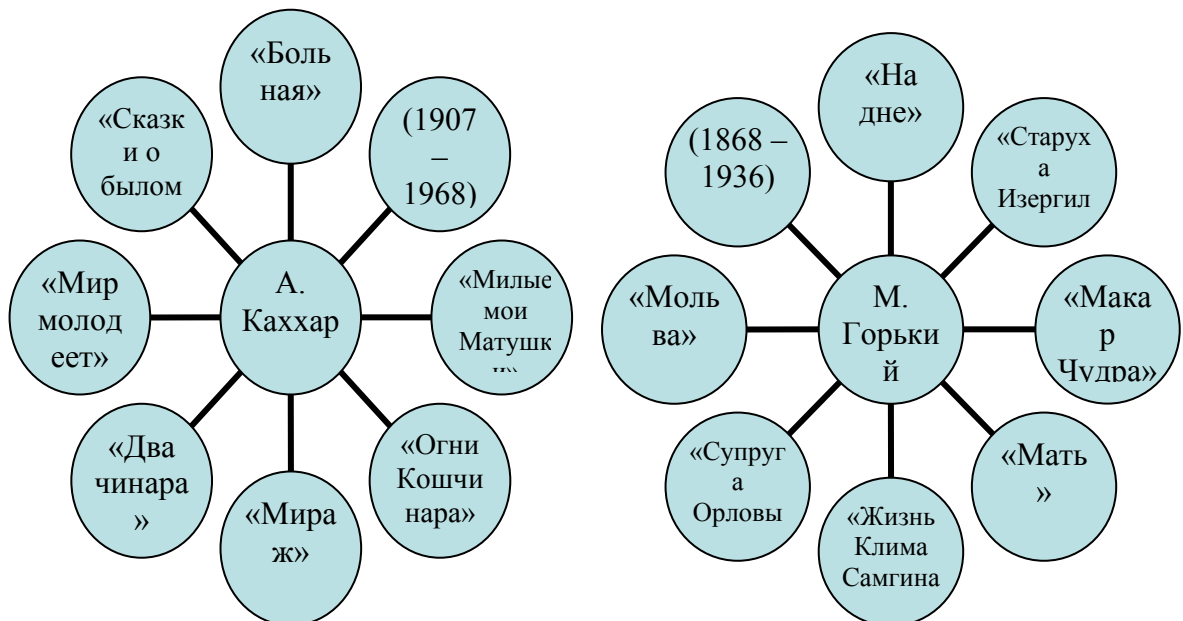 «Боль
ная»
(1907
–
1968)
«Милые
мои
Матушк
и»
«Огни
Кошчи
нара»
«Мира
ж»
«Два
чинара
»
«Мир
молод
еет»
«Сказк
и о
былом
А.
Каххар
«На
дне»
«Старух
а
Изергил
«Мака
р
Чудра»
«Мать
»
«Жизнь
Клима
Самгина
«Супруг
а
Орловы
«Моль
ва»
(1868 –
1936)
М.
Горьки
й